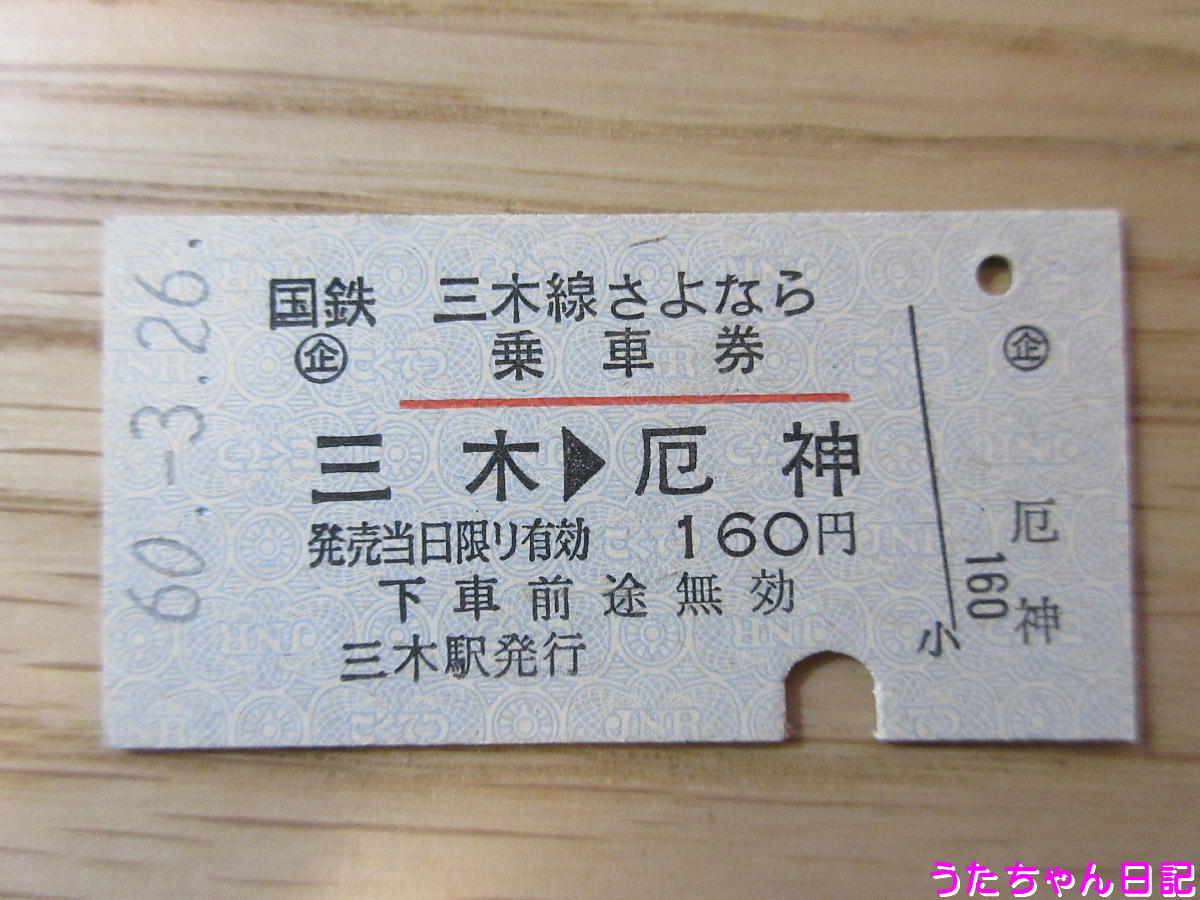 60.-3.26.
国鉄 三木線さよなら
㊭ 乗車券
三木▶厄神
発売当日限り有効 160円
下車前途無効
三木駅発行
小
㊭
厄神
160
うたちゃん日記